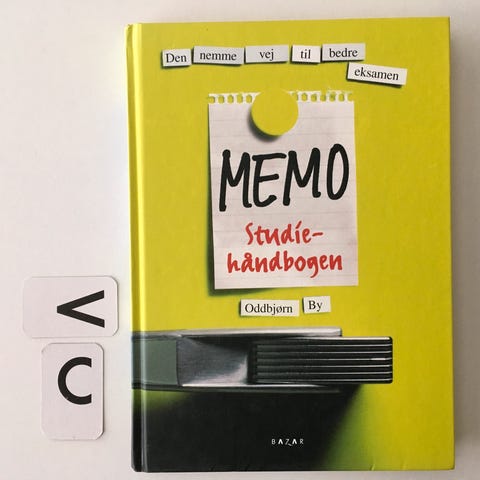 Den nemme vej til bedre
eksamen
MEMO
Studie-
håndbogen
Oddbjørn By
BAZAR
V
C